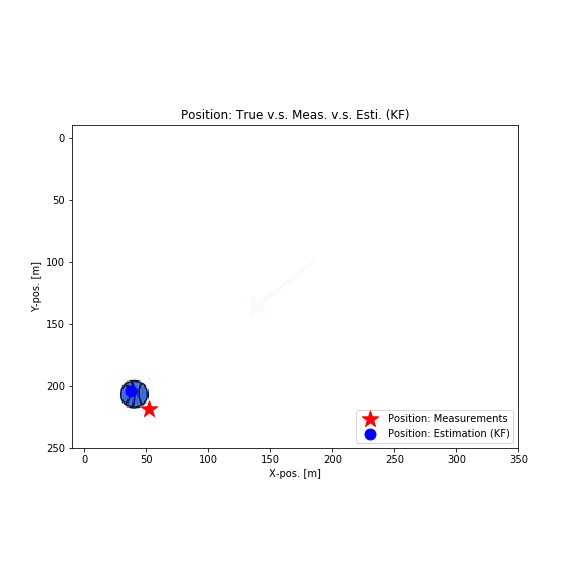 Position: True v.s. Meas. v.s. Esti. (KF)
Y-pos. [m]
0
50
100
150
200
250
0
50
100
150
200
250
300
350
X-pos. [m]
Position: Measurements
Position: Estimation (KF)